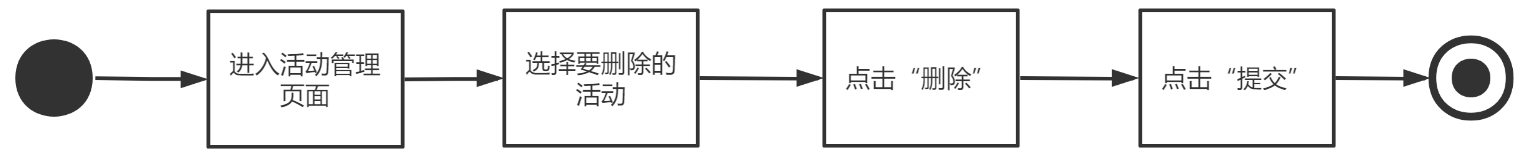 进入活动管理
页面
选择要删除的
活动
点击“删除”
点击“提交”